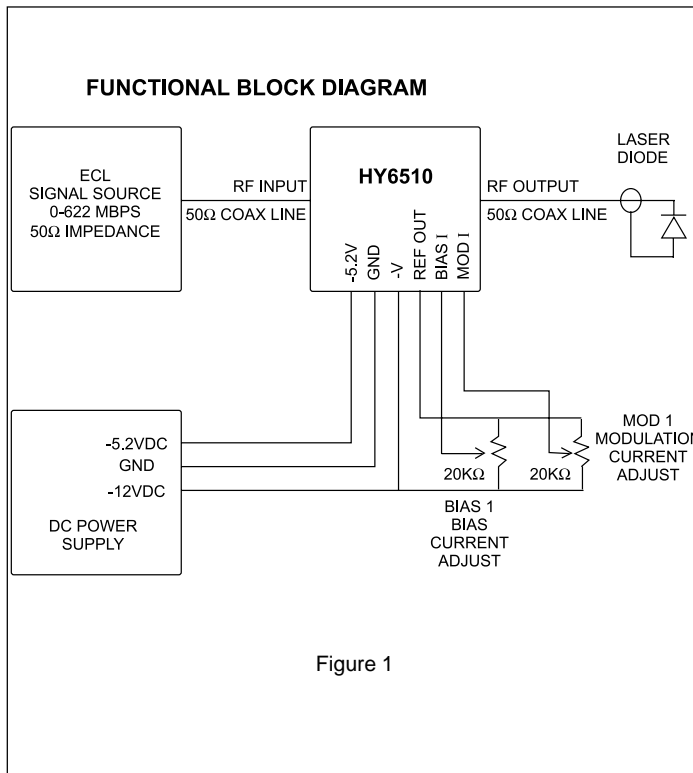 FUNCTIONAL BLOCK DIAGRAM
ECL
SIGNAL SOURCE
0-622 MBPS
50Ω IMPEDANCE
RF INPUT
50Ω COAX LINE
HY6510
-5.2V
GND
-V
REF OUT
BIAS I
MOD I
RF OUTPUT
50Ω COAX LINE
LASER
DIODE
-5.2VDC
GND
-12VDC
DC POWER
SUPPLY
20KΩ
20KΩ
BIAS 1
BIAS
CURRENT
ADJUST
MOD 1
MODULATION
CURRENT
ADJUST
Figure 1